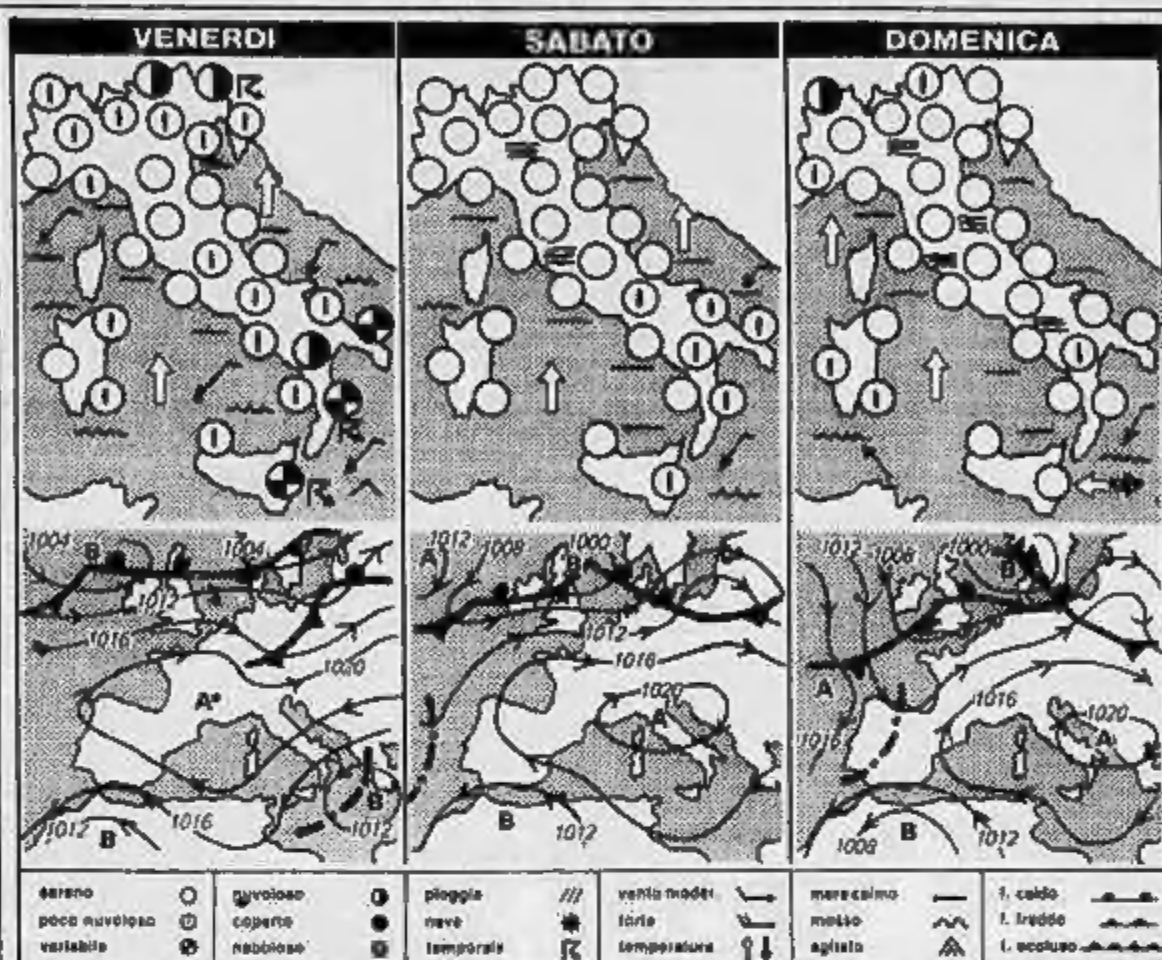 VENERDI
SABATO
DOMENICA
1004
B
1004
1012
1016
1020
A
1016
1012
B
B
1012
A
1012
1008
1000
B
1012
1016
1020
A
B
1012
1012
1008
1000
B
A
1016
1016
1020
A
B
1008
1012
sereno
nuvoloso
pioggia
vento moder.
mare calmo
f. caldo
poco nuvoloso
coperto
neve
forte
mosso
f. freddo
variabile
nebbioso
temporale
temperatura
agitato
f. occluso